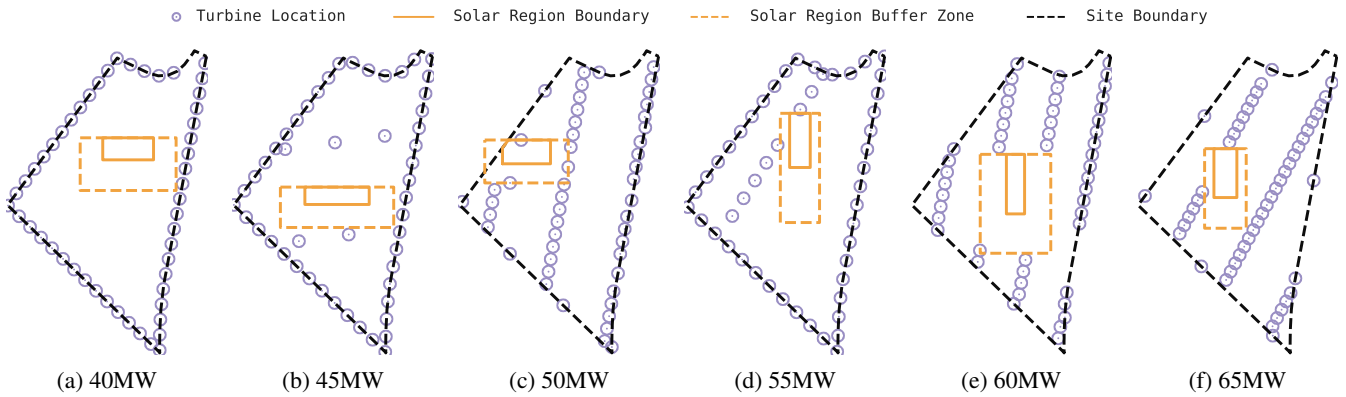 Turbine Location Solar Region Boundary Solar Region Buffer Zone Site Boundary
(a) 40MW (b) 45MW (c) 50MW (d) 55MW (e) 60MW (f) 65MW